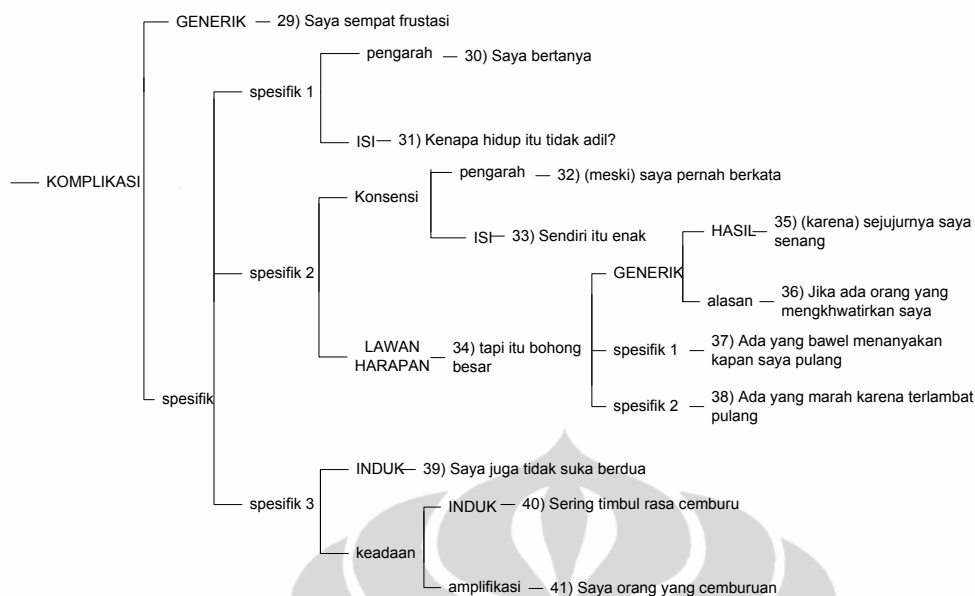 GENERIK
29) Saya sempat frustasi
pengarah
30) Saya bertanya
spesifik 1
ISI
31) Kenapa hidup itu tidak adil?
KOMPLIKASI
pengarah
32) (meski) saya pernah berkata
Konsensi
ISI
33) Sendiri itu enak
spesifik 2
HASIL
35) (karena) sejujurnya saya
senang
GENERIK
alasan
36) Jika ada orang yang
mengkhwatirkan saya
LAWAN
HARAPAN
34) tapi itu bohong
besar
spesifik 1
37) Ada yang bawel menanyakan
kapan saya pulang
spesifik 2
38) Ada yang marah karena terlambat
pulang
spesifik
INDUK
39) Saya juga tidak suka berdua
spesifik 3
INDUK
40) Sering timbul rasa cemburu
keadaan
amplifikasi
41) Saya orang yang cemburuan